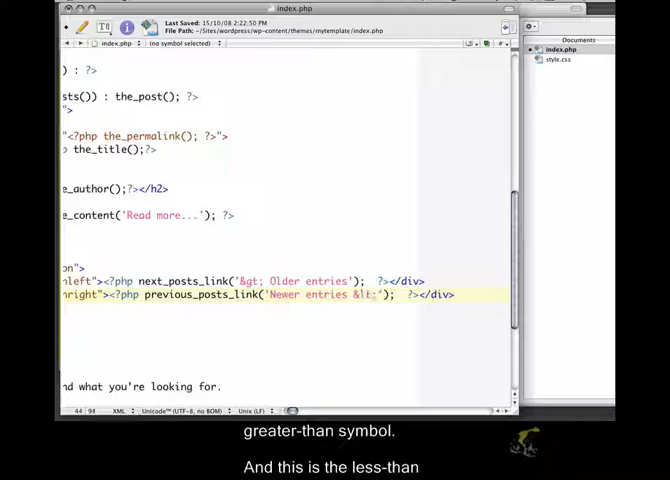 index.php
Last Saved: 15/10/08 2:22:50 PM
File Path: ~/Sites/wordpress/wp-content/themes/mytemplate/index.php
index.php (no symbol selected)
Documents
index.php
style.css
) : ?>
sts()) : the_post(); ?>
">
"<?php the_permalink(); ?>">
p the_title();?>
e_author();?></h2>
e_content('Read more...'); ?>
on">
nleft"><?php next_posts_link('&gt; Older entries'); ?></div>
nright"><?php previous_posts_link('Newer entries &lt;'); ?></div>
nd what you're looking for.
44 94 XML Unicode™ (UTF-8, no BOM) Unix (LF)
greater-than symbol.
And this is the less-than